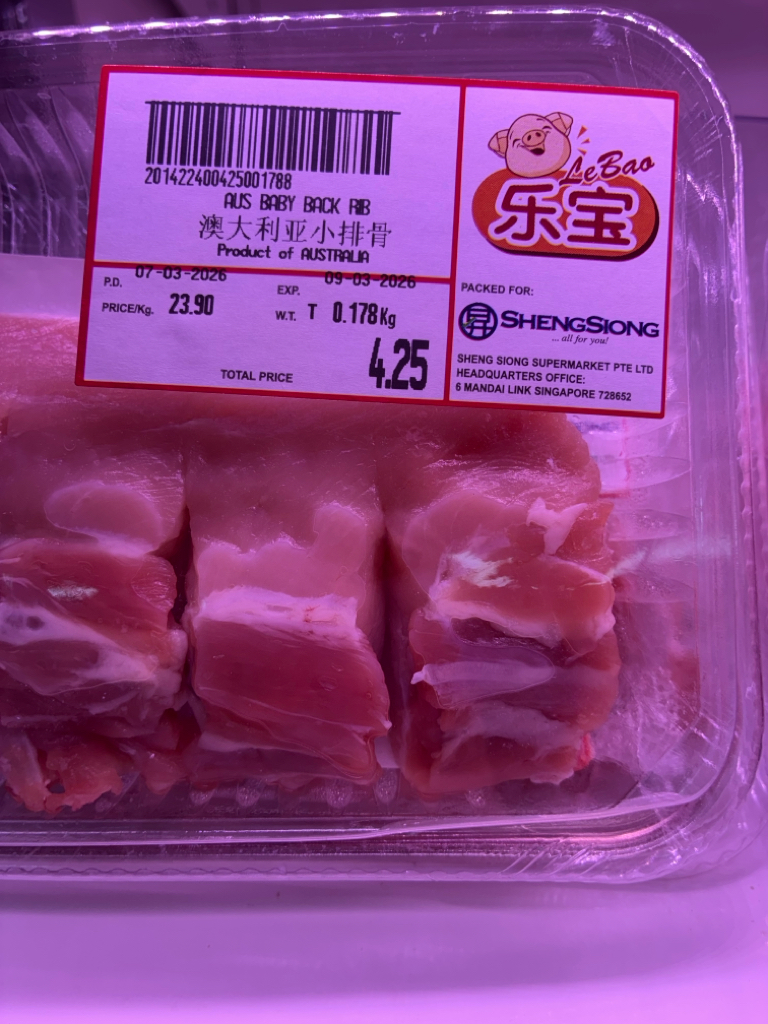 201422400425001788
AUS BABY BACK RIB
澳大利亚小排骨
Product of AUSTRALIA
P.D. 07-03-2026 EXP. 09-03-2026
PRICE/Kg. 23.90 W.T. T 0.178Kg
TOTAL PRICE 4.25
LeBao
乐宝
PACKED FOR:
昇 SHENGSIONG
... all for you!
SHENG SIONG SUPERMARKET PTE LTD
HEADQUARTERS OFFICE:
6 MANDAI LINK SINGAPORE 728652